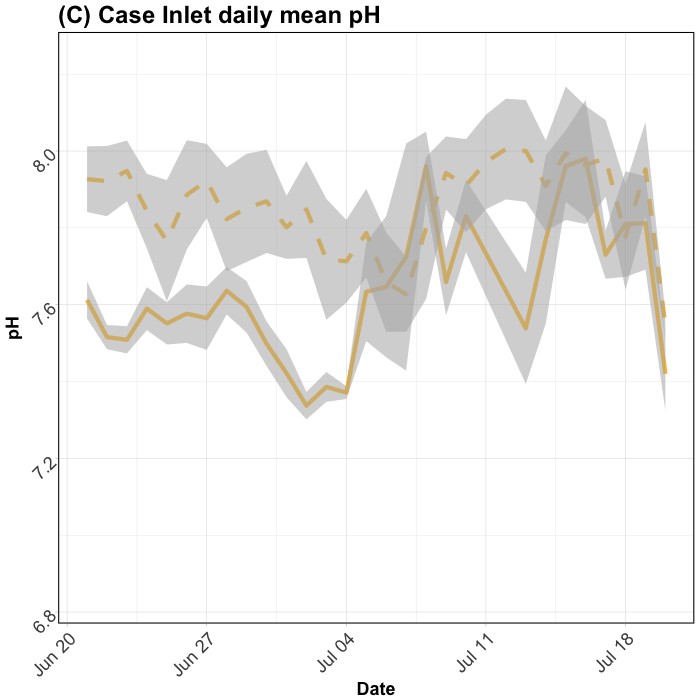 (C) Case Inlet daily mean pH
pH
8.0
7.6
7.2
6.8
Jun 20
Jun 27
Jul 04
Jul 11
Jul 18
Date